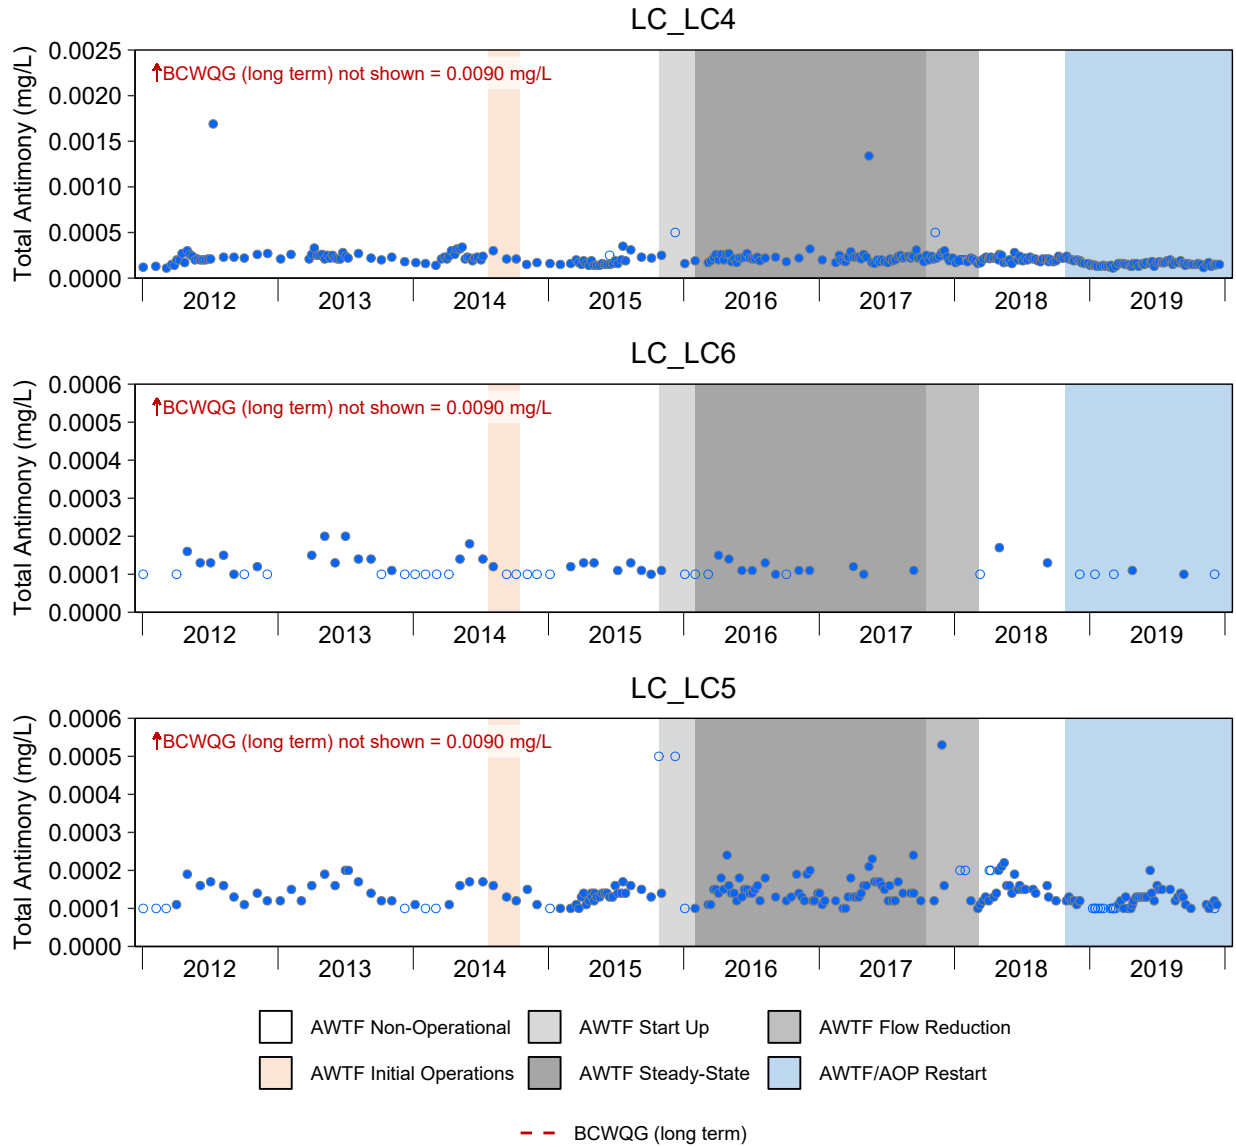 LC_LC4
Total Antimony (mg/L)
0.0025
0.0020
0.0015
0.0010
0.0005
0.0000
BCWQG (long term) not shown = 0.0090 mg/L
2012 2013 2014 2015 2016 2017 2018 2019
LC_LC6
Total Antimony (mg/L)
0.0006
0.0005
0.0004
0.0003
0.0002
0.0001
0.0000
BCWQG (long term) not shown = 0.0090 mg/L
2012 2013 2014 2015 2016 2017 2018 2019
LC_LC5
Total Antimony (mg/L)
0.0006
0.0005
0.0004
0.0003
0.0002
0.0001
0.0000
BCWQG (long term) not shown = 0.0090 mg/L
2012 2013 2014 2015 2016 2017 2018 2019
AWTF Non-Operational AWTF Start Up AWTF Flow Reduction
AWTF Initial Operations AWTF Steady-State AWTF/AOP Restart
BCWQG (long term)